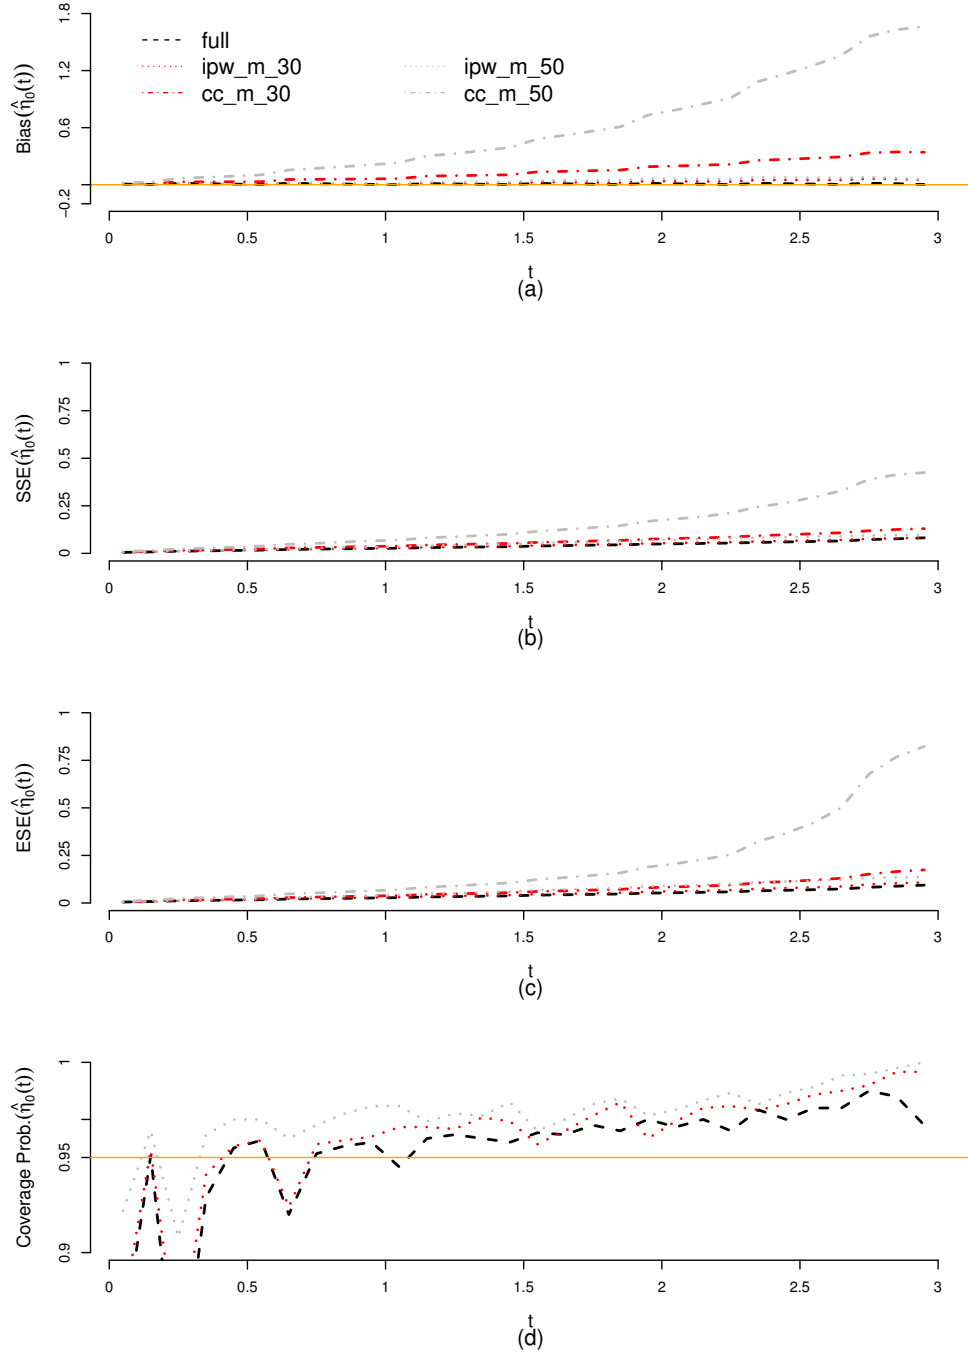 1.8
1.2
0.6
−0.2
Bias(η̂₀(t))
full
ipw_m_30
cc_m_30
ipw_m_50
cc_m_50
0 0.5 1 1.5 2 2.5 3
t
(a)
1
0.75
0.5
0.25
0
SSE(η̂₀(t))
0 0.5 1 1.5 2 2.5 3
t
(b)
1
0.75
0.5
0.25
0
ESE(η̂₀(t))
0 0.5 1 1.5 2 2.5 3
t
(c)
1
0.95
0.9
Coverage Prob.(η̂₀(t))
0 0.5 1 1.5 2 2.5 3
t
(d)